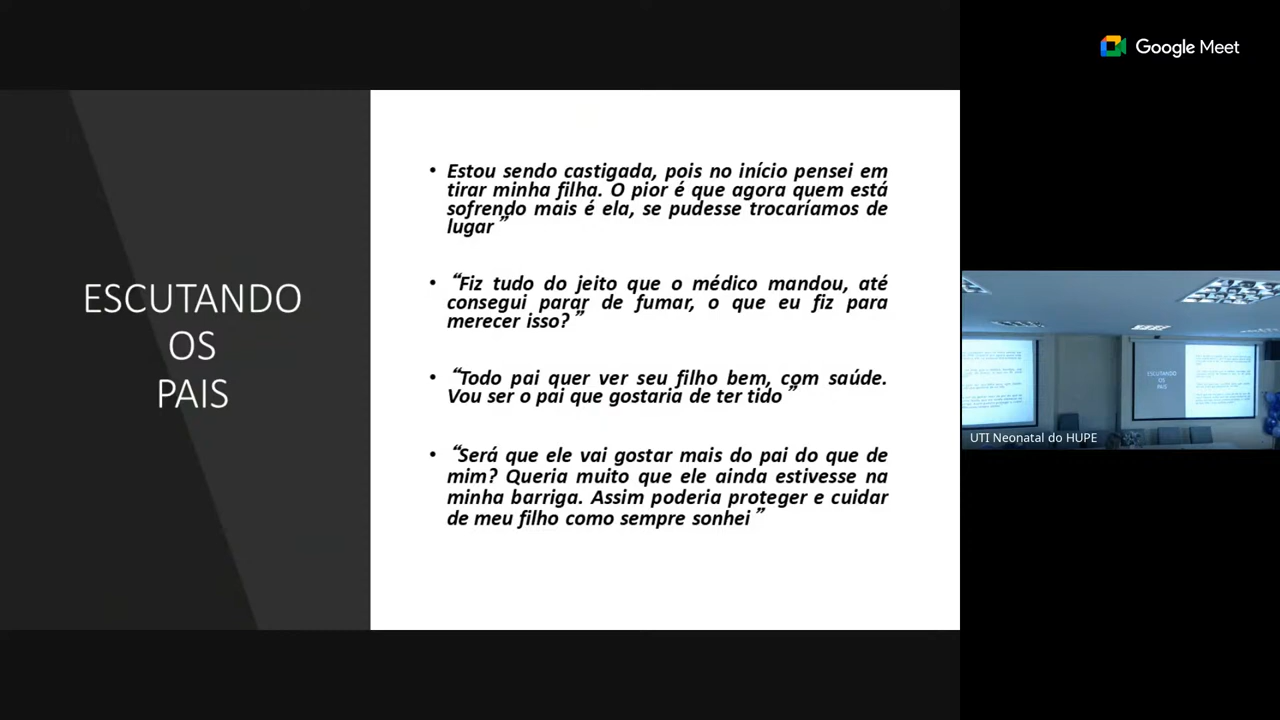 Google Meet
ESCUTANDO
OS
PAIS
• Estou sendo castigada, pois no início pensei em
tirar minha filha. O pior é que agora quem está
sofrendo mais é ela, se pudesse trocaríamos de
lugar”
• “Fiz tudo do jeito que o médico mandou, até
consegui parar de fumar, o que eu fiz para
merecer isso?”
• “Todo pai quer ver seu filho bem, com saúde.
Vou ser o pai que gostaria de ter tido”
• “Será que ele vai gostar mais do pai do que de
mim? Queria muito que ele ainda estivesse na
minha barriga. Assim poderia proteger e cuidar
de meu filho como sempre sonhei”
ESCUTANDO
OS
PAIS
UTI Neonatal do HUPE